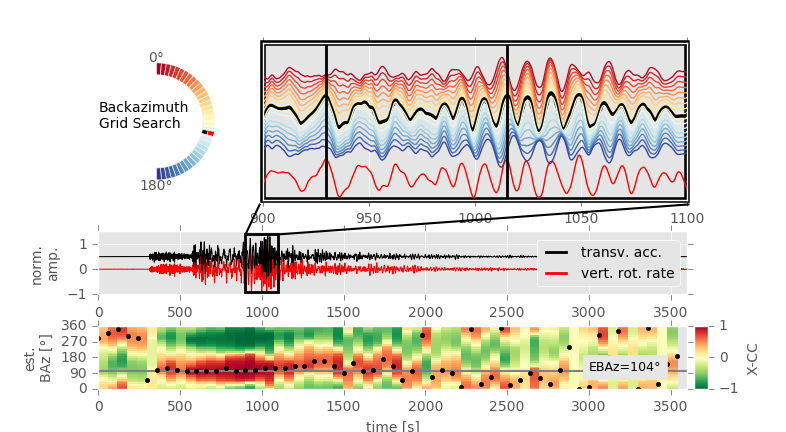 0°
Backazimuth
Grid Search
180°
900 950 1000 1050 1100
norm.
amp.
1
0
−1
transv. acc.
vert. rot. rate
0 500 1000 1500 2000 2500 3000 3500
est.
BAz [°]
360
270
180
90
0
EBAz=104°
1
0
−1
X-CC
0 500 1000 1500 2000 2500 3000 3500
time [s]